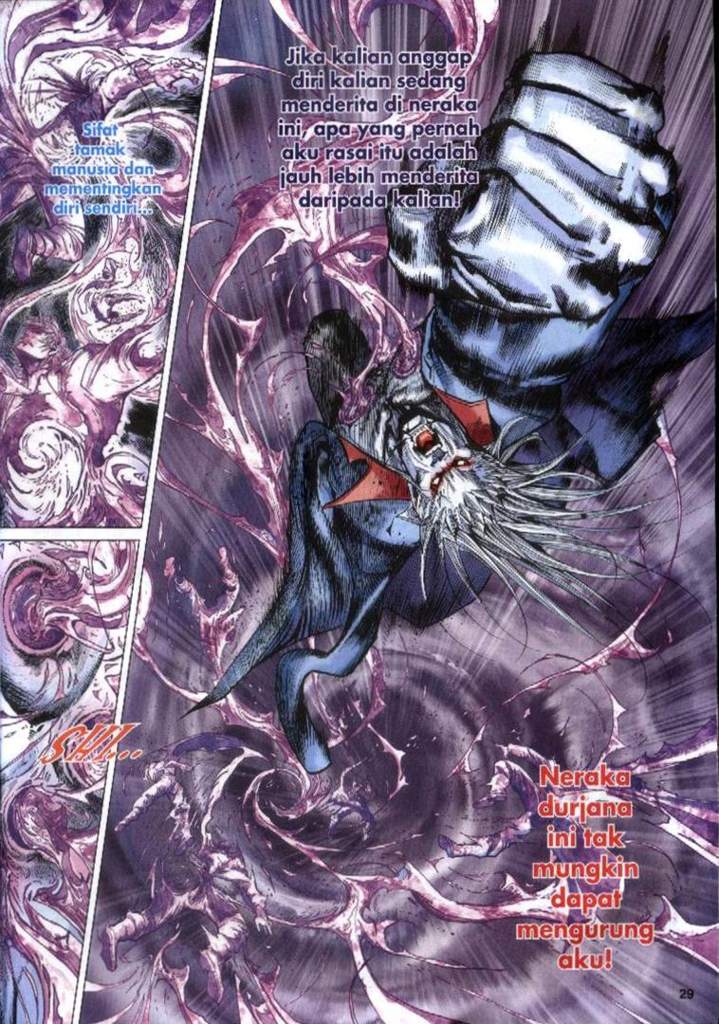 Sifat
tamak
manusia dan
mementingkan
diri sendiri...
Jika kalian anggap
diri kalian sedang
menderita di neraka
ini, apa yang pernah
aku rasai itu adalah
jauh lebih menderita
daripada kalian!
SHI...
Neraka
durjana
ini tak
mungkin
dapat
mengurung
aku!
29